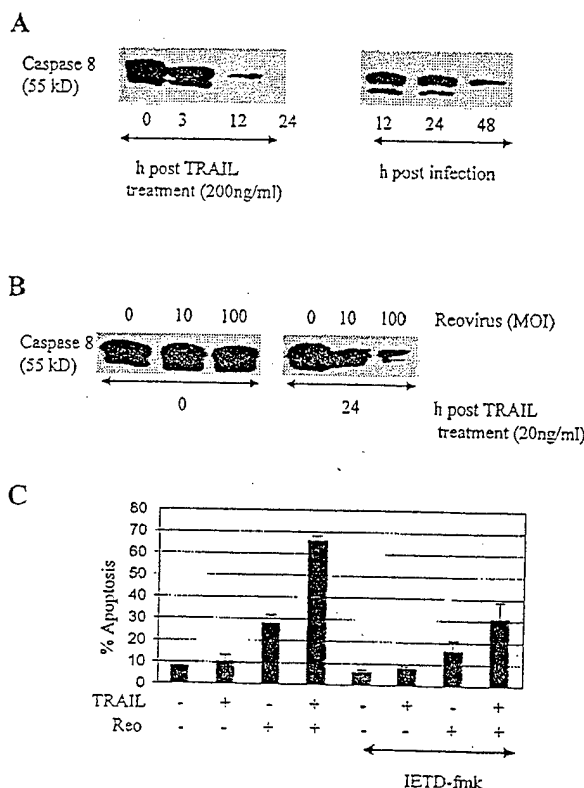 A
Caspase 8
(55 kD)
0 3 12 24
12 24 48
h post TRAIL
treatment (200ng/ml)
h post infection
B
0 10 100 0 10 100 Reovirus (MOI)
Caspase 8
(55 kD)
0 24 h post TRAIL
treatment (20ng/ml)
C
80
70
60
50
40
30
20
10
0
% Apoptosis
TRAIL - + - + - + - +
Reo - - + + - - + +
IETD-fmk